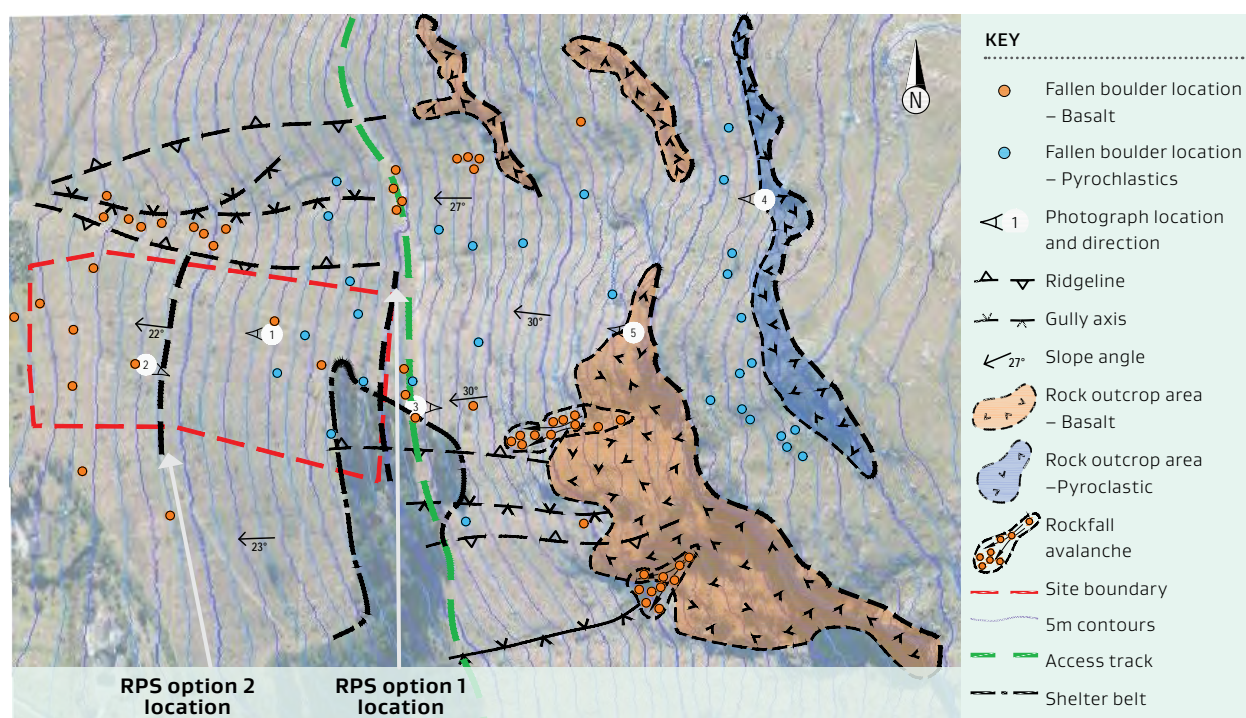 N
27°
4
30°
5
22°
1
2
30°
3
23°
RPS option 2
location
RPS option 1
location
KEY
Fallen boulder location
– Basalt
Fallen boulder location
– Pyrochlastics
1
Photograph location
and direction
Ridgeline
Gully axis
27°
Slope angle
Rock outcrop area
– Basalt
Rock outcrop area
–Pyroclastic
Rockfall
avalanche
Site boundary
5m contours
Access track
Shelter belt